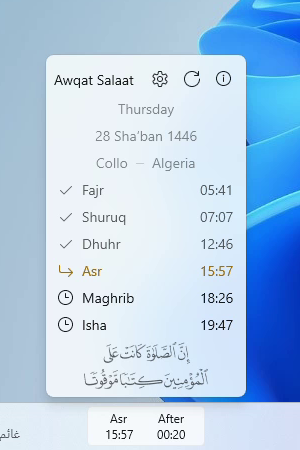 Awqat Salaat
Thursday
28 Sha'ban 1446
Collo — Algeria
Fajr 05:41
Shuruq 07:07
Dhuhr 12:46
Asr 15:57
Maghrib 18:26
Isha 19:47
إِنَّ الصَّلَوٰةَ كَانَتْ عَلَى
الْمُؤْمِنِينَ كِتَـٰبًا مَّوْقُوتًا
غائم Asr After
15:57 00:20